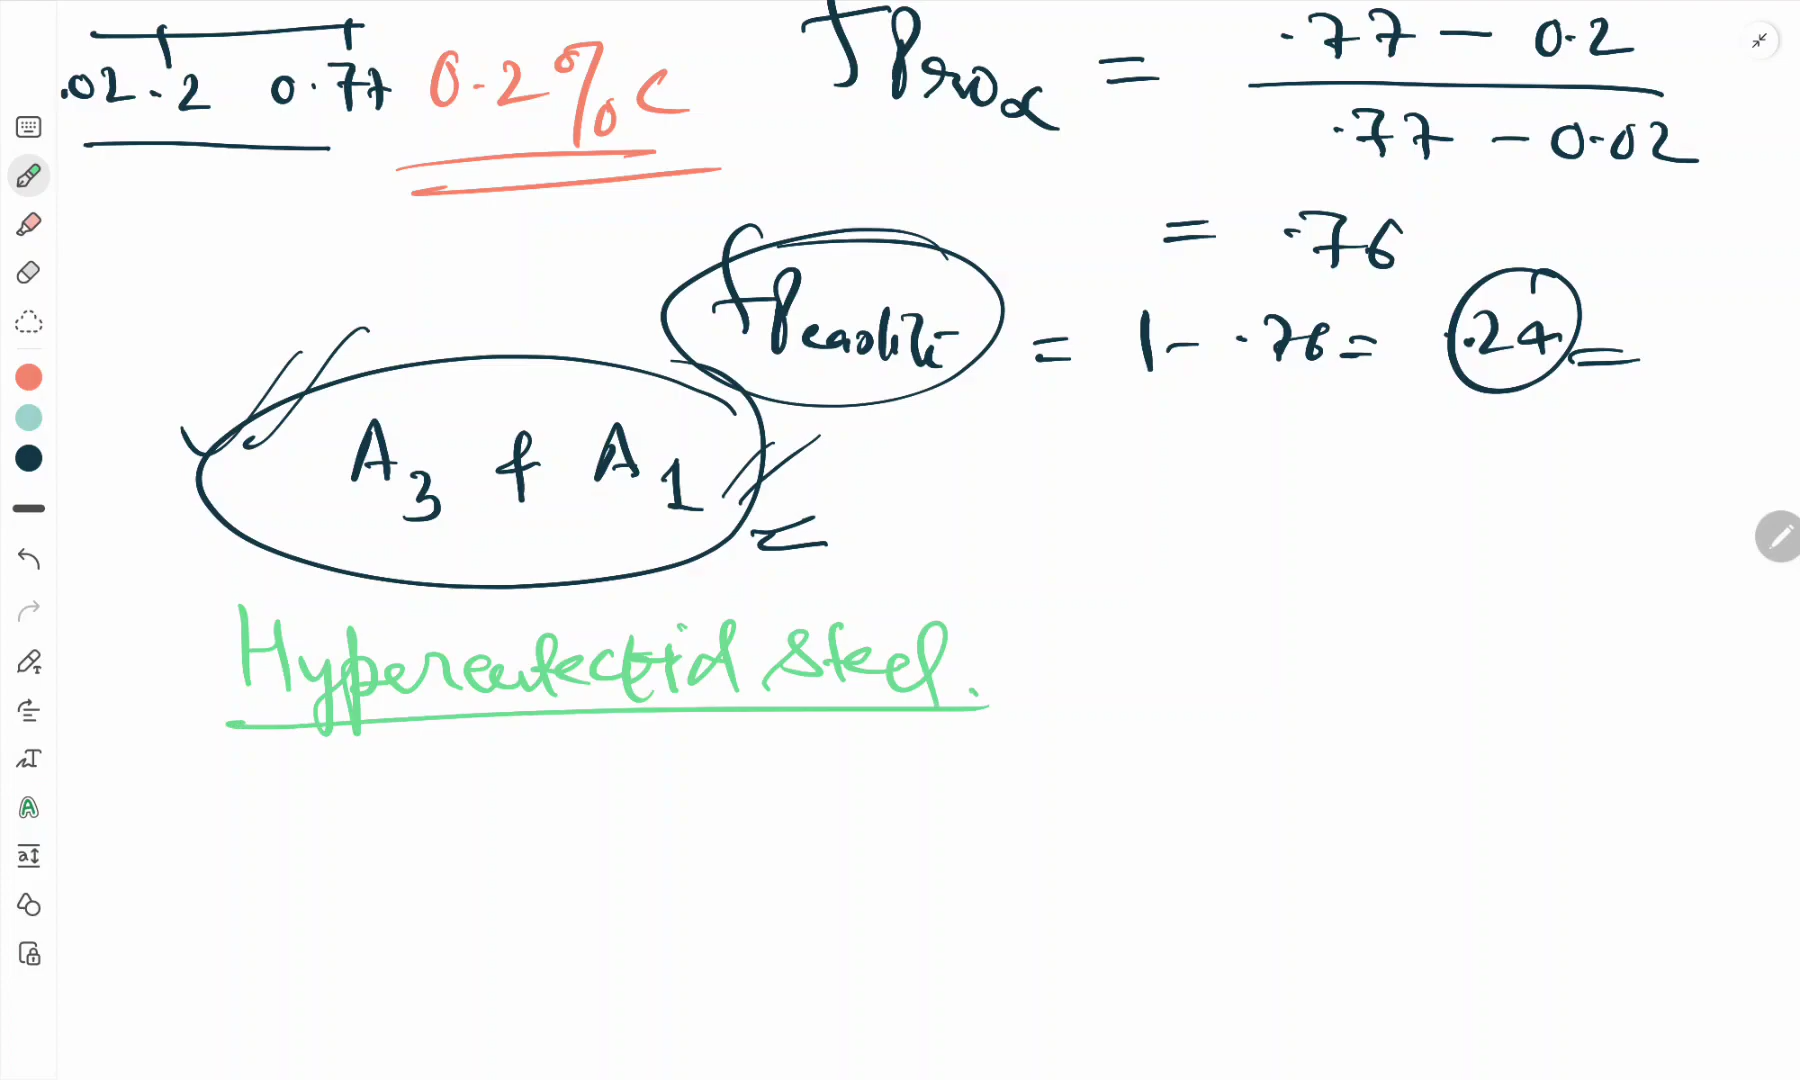 .02 .2 0.77 0.2% C
f Pro α = .77 - 0.2
.77 - 0.02
= .76
f Pearlite = 1 - .76 = .24 =
A3 & A1
Hypereutectoid steel.